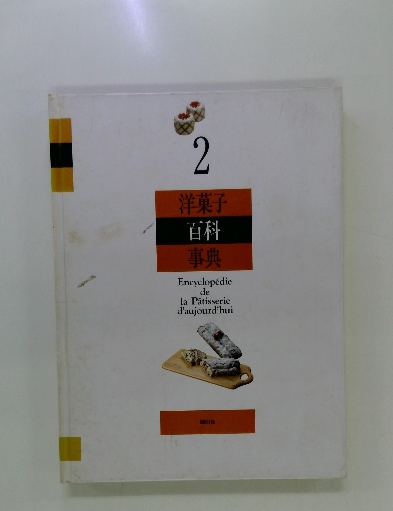 2
洋菓子
百科
事典
Encyclopédie
de
la Pâtisserie
d'aujourd'hui